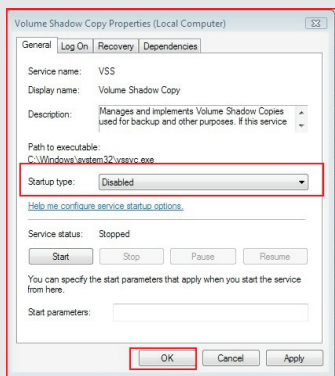 Volume Shadow Copy Properties (Local Computer)
General Log On Recovery Dependencies
Service name: VSS
Display name: Volume Shadow Copy
Description: Manages and implements Volume Shadow Copies
used for backup and other purposes. If this service
Path to executable:
C:\Windows\system32\vssvc.exe
Startup type: Disabled
Help me configure service startup options.
Service status: Stopped
Start Stop Pause Resume
You can specify the start parameters that apply when you start the service
from here.
Start parameters:
OK Cancel Apply